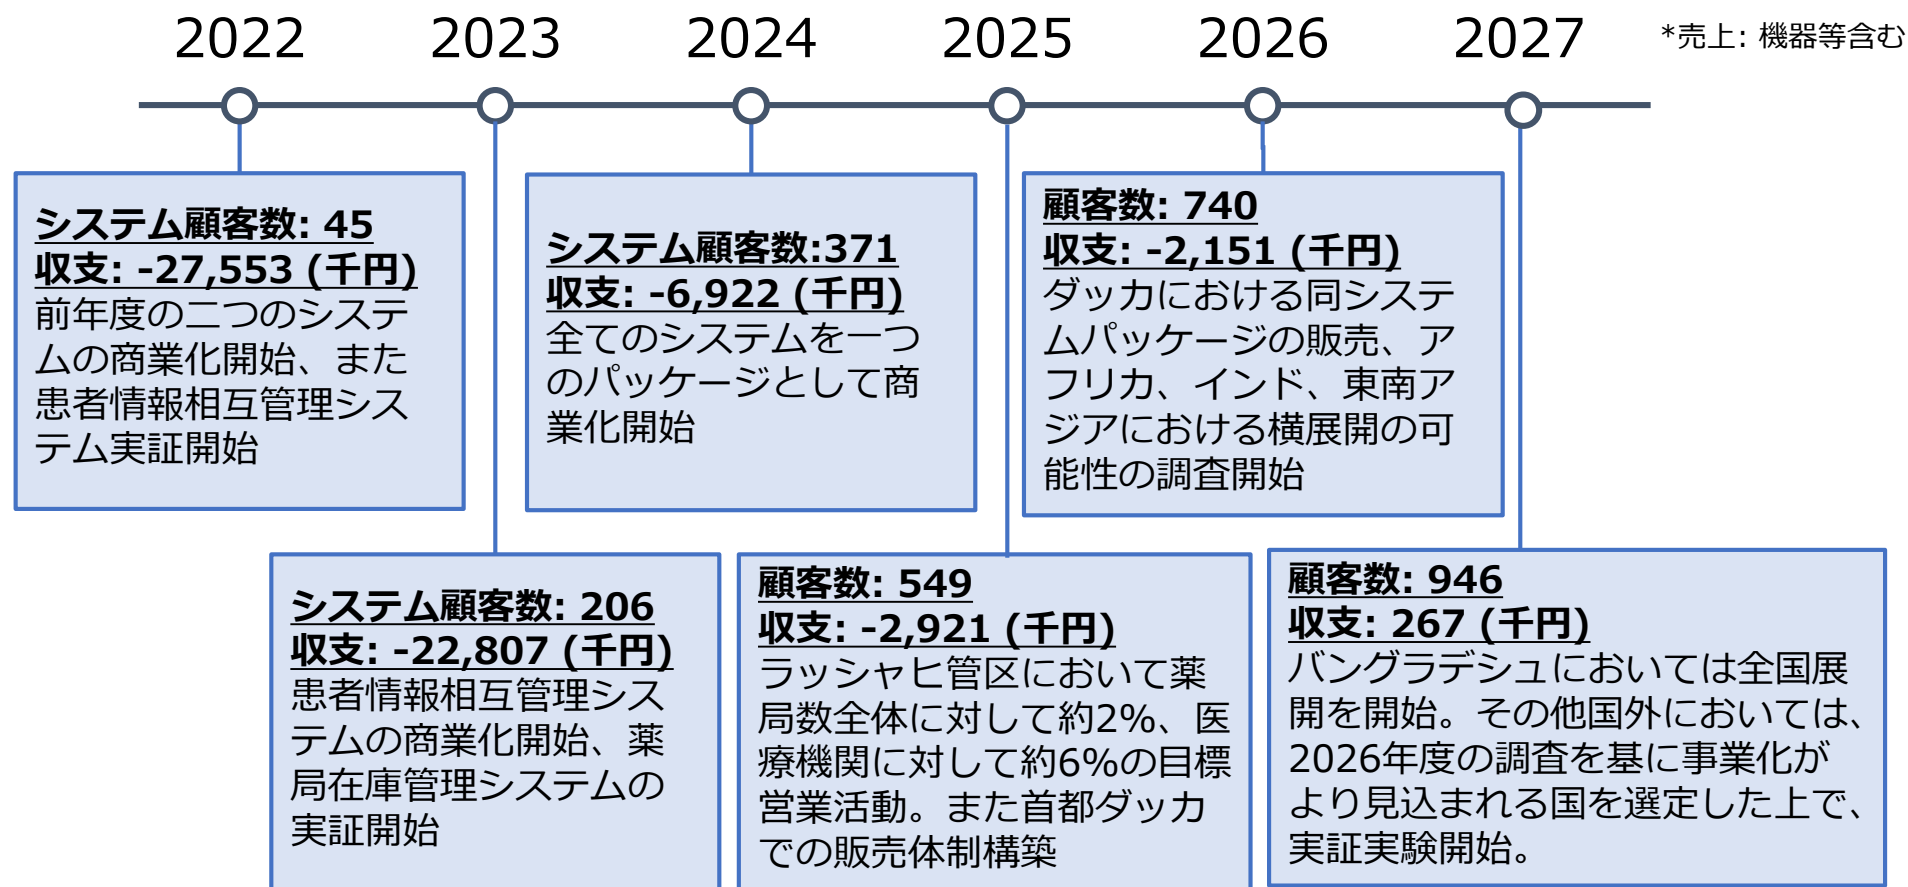 2022
2023
2024
2025
2026
2027
*売上: 機器等含む
システム顧客数: 45
収支: -27,553 (千円)
前年度の二つのシステ
ムの商業化開始、また
患者情報相互管理シス
テム実証開始
システム顧客数: 206
収支: -22,807 (千円)
患者情報相互管理シス
テムの商業化開始、薬
局在庫管理システムの
実証開始
システム顧客数:371
収支: -6,922 (千円)
全てのシステムを一つ
のパッケージとして商
業化開始
顧客数: 549
収支: -2,921 (千円)
ラッシャヒ管区において薬
局数全体に対して約2%、医
療機関に対して約6%の目標
営業活動。また首都ダッカ
での販売体制構築
顧客数: 740
収支: -2,151 (千円)
ダッカにおける同システ
ムパッケージの販売、ア
フリカ、インド、東南ア
ジアにおける横展開の可
能性の調査開始
顧客数: 946
収支: 267 (千円)
バングラデシュにおいては全国展
開を開始。その他国外においては、
2026年度の調査を基に事業化が
より見込まれる国を選定した上で、
実証実験開始。